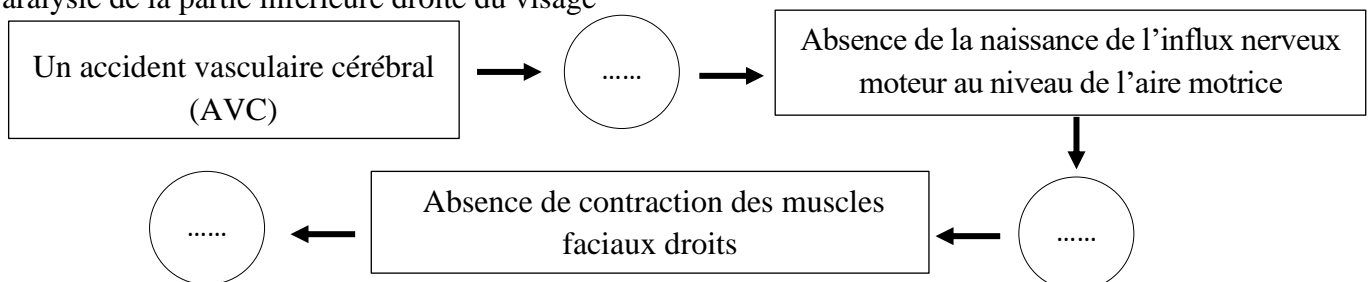 aralysie de la partie inférieure droite du visage
Un accident vasculaire cérébral
(AVC)
......
Absence de la naissance de l’influx nerveux
moteur au niveau de l’aire motrice
......
Absence de contraction des muscles
faciaux droits
......